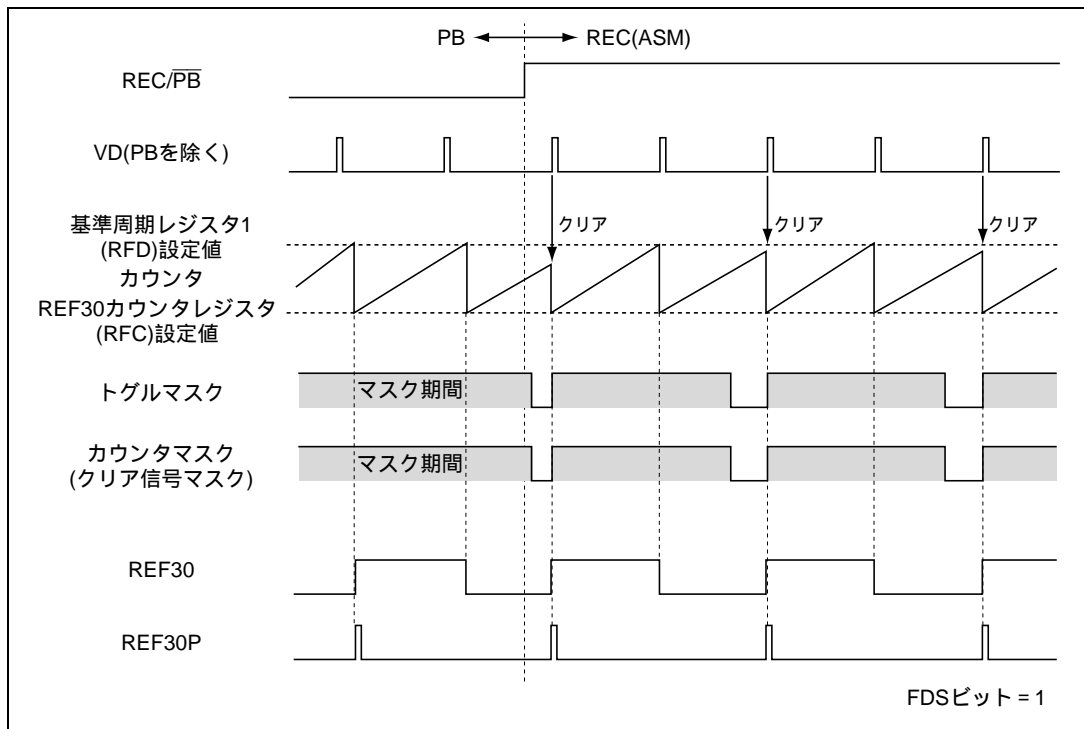 PB REC(ASM)
REC/PB
VD(PBを除く)
基準周期レジスタ1
(RFD)設定値
カウンタ
REF30カウンタレジスタ
(RFC)設定値
クリア クリア クリア
トグルマスク
マスク期間
カウンタマスク
(クリア信号マスク)
マスク期間
REF30
REF30P
FDSビット = 1